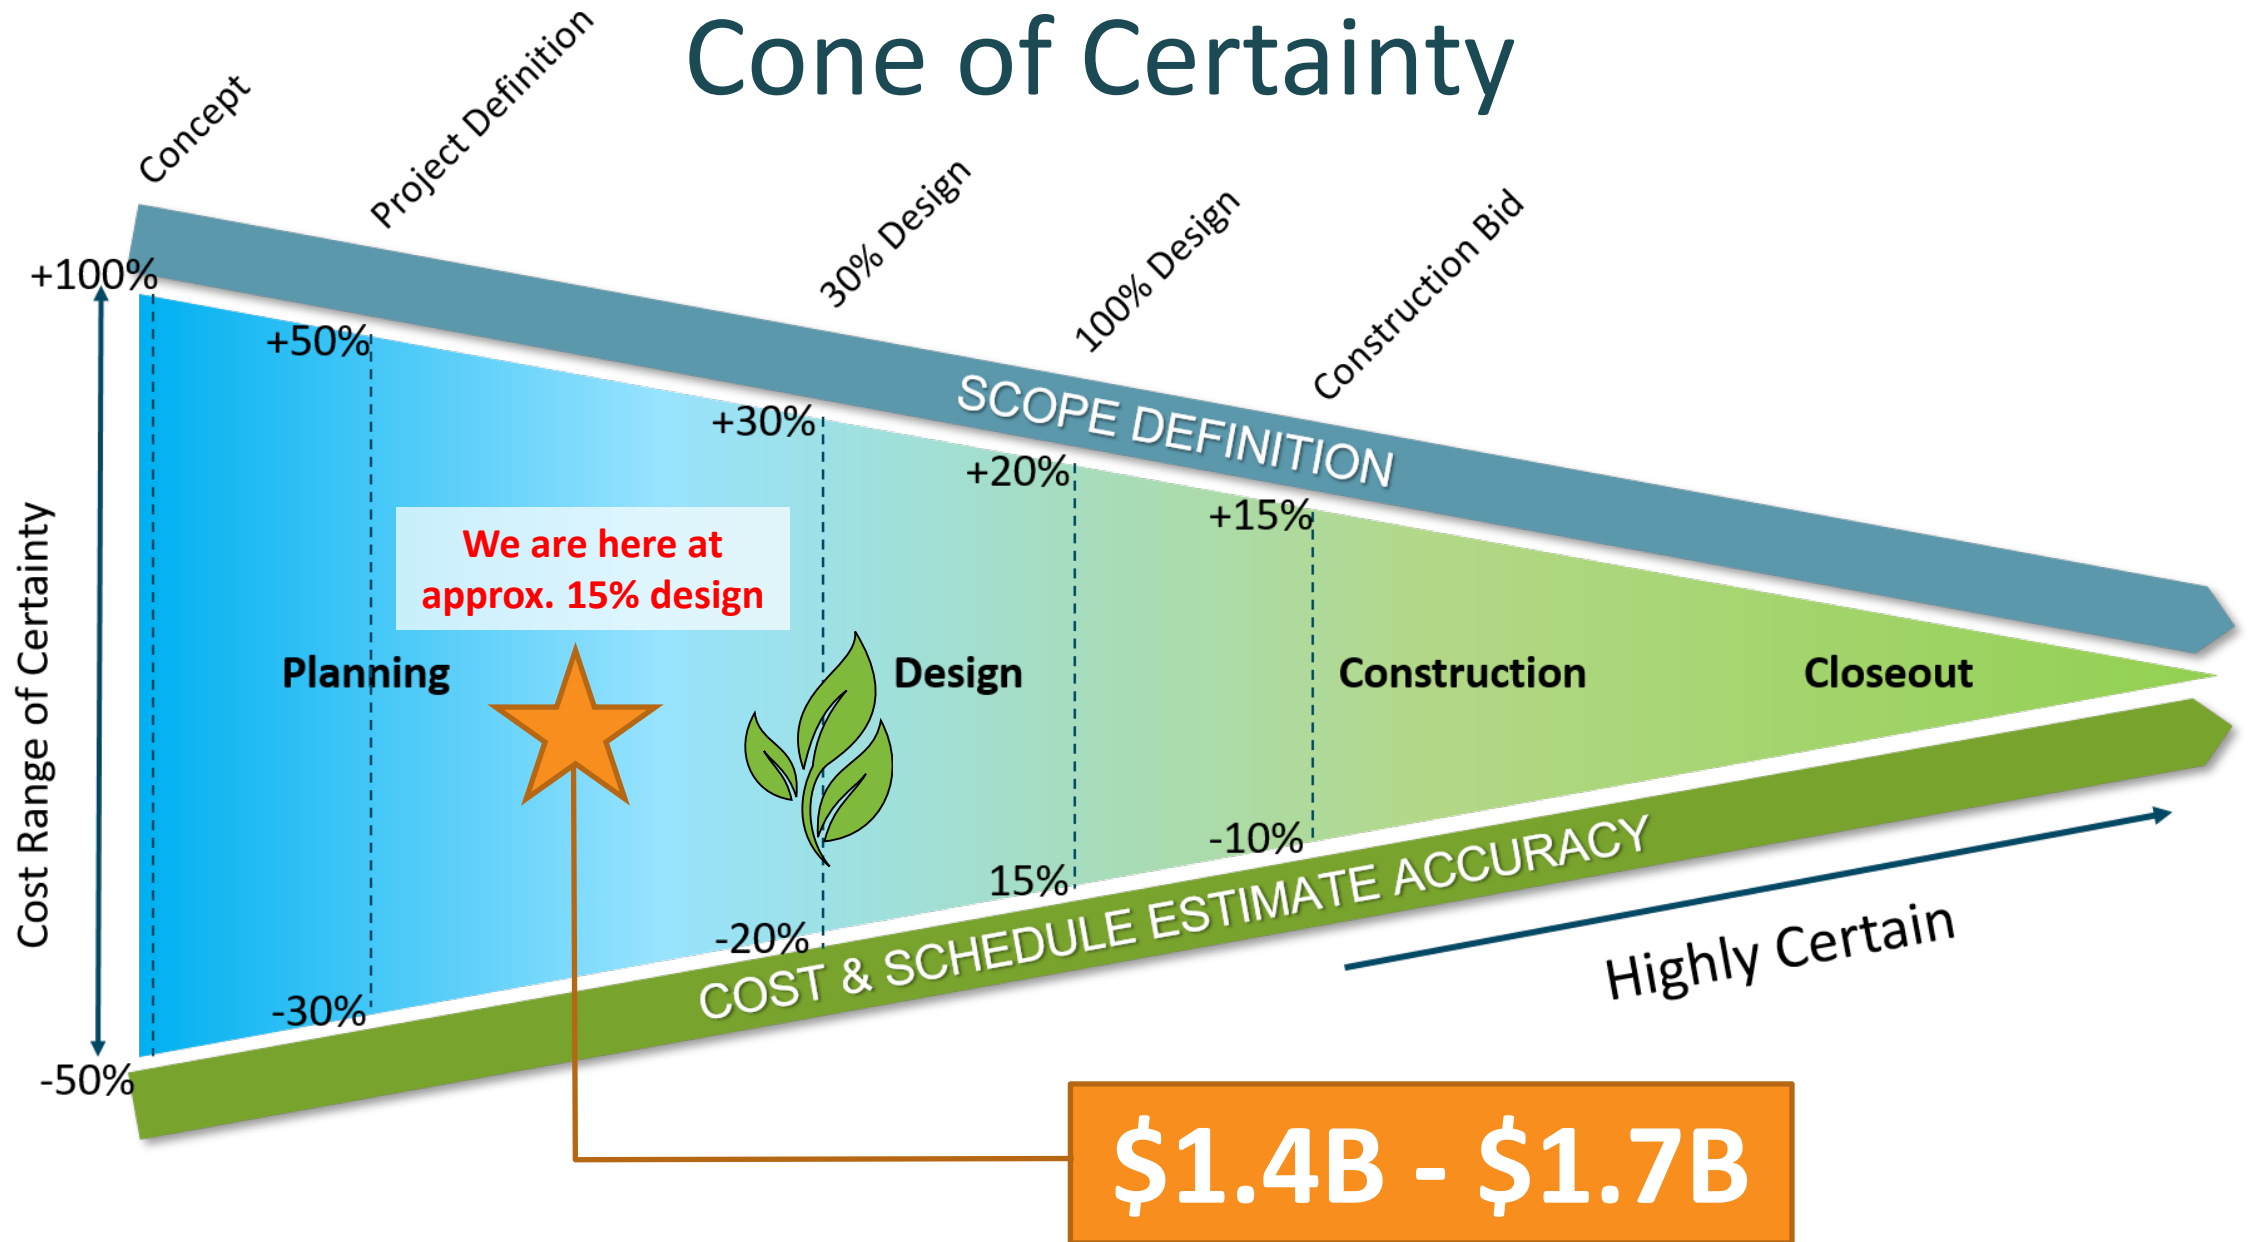 Cone of Certainty
Concept
Project Definition
30% Design
100% Design
Construction Bid
+100%
+50%
+30%
+20%
+15%
SCOPE DEFINITION
We are here at
approx. 15% design
Cost Range of Certainty
Planning
Design
Construction
Closeout
-50%
-30%
-20%
15%
-10%
COST & SCHEDULE ESTIMATE ACCURACY
Highly Certain
$1.4B - $1.7B